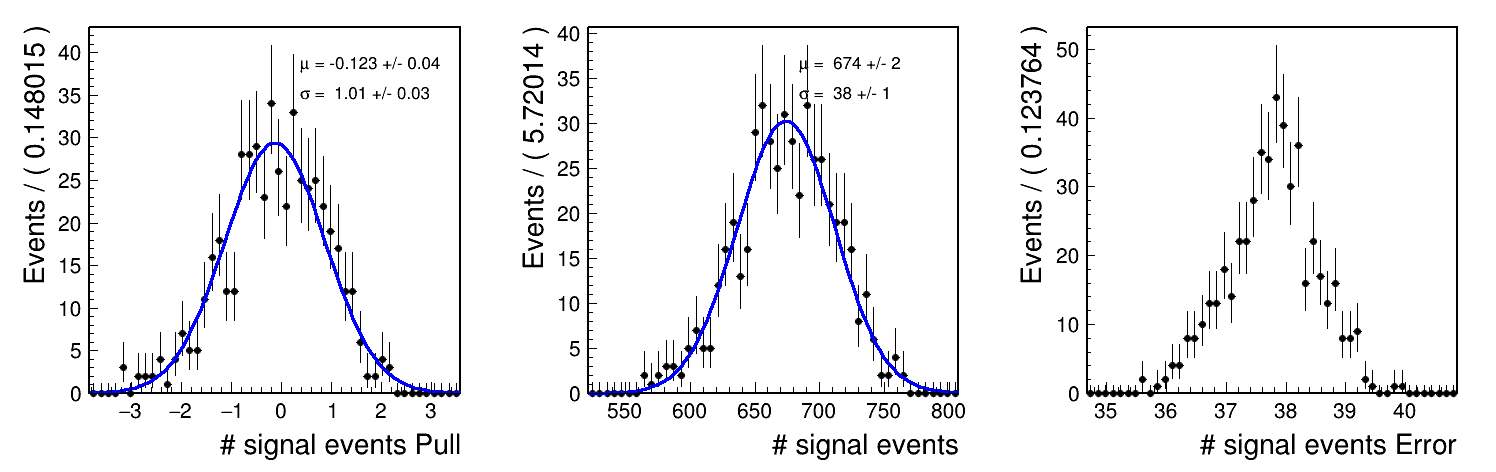 Events / ( 0.148015 )
40
35
30
25
20
15
10
5
0
μ = -0.123 +/- 0.04
σ = 1.01 +/- 0.03
−3 −2 −1 0 1 2 3
# signal events Pull
Events / ( 5.72014 )
40
35
30
25
20
15
10
5
0
μ = 674 +/- 2
σ = 38 +/- 1
550 600 650 700 750 800
# signal events
Events / ( 0.123764 )
50
40
30
20
10
0
35 36 37 38 39 40
# signal events Error